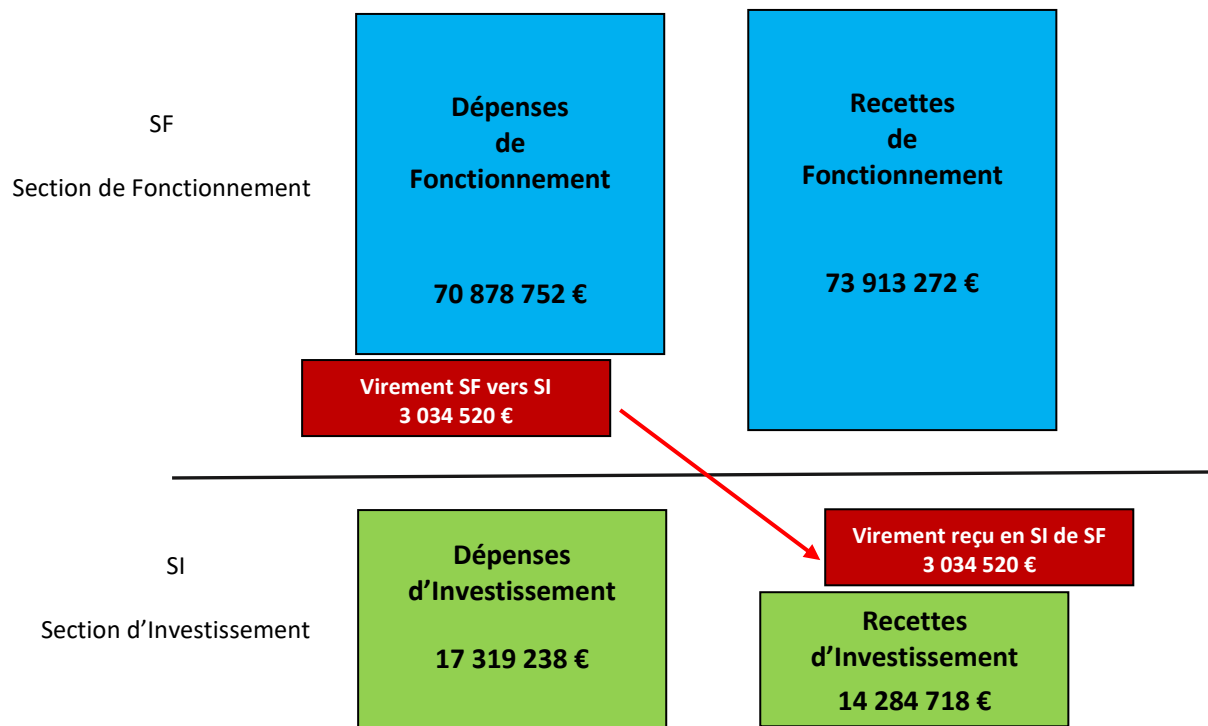 SF
Section de Fonctionnement
Dépenses
de
Fonctionnement
70 878 752 €
Recettes
de
Fonctionnement
73 913 272 €
Virement SF vers SI
3 034 520 €
SI
Section d’Investissement
Dépenses
d’Investissement
17 319 238 €
Virement reçu en SI de SF
3 034 520 €
Recettes
d’Investissement
14 284 718 €